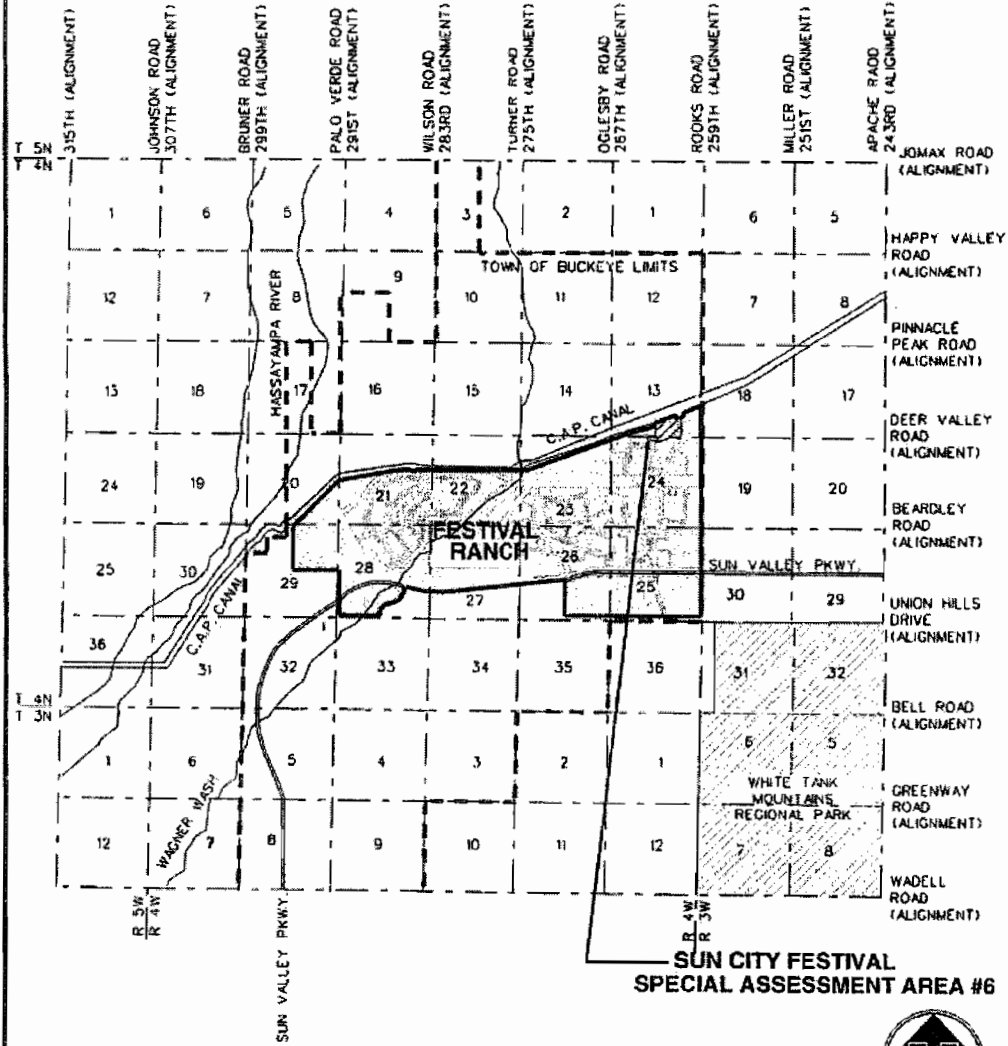 315TH (ALIGNMENT)
JOHNSON ROAD
307TH (ALIGNMENT)
BRUNER ROAD
299TH (ALIGNMENT)
PALO VERDE ROAD
291ST (ALIGNMENT)
WILSON ROAD
283RD (ALIGNMENT)
TURNER ROAD
275TH (ALIGNMENT)
OGLESBY ROAD
267TH (ALIGNMENT)
ROOKS ROAD
259TH (ALIGNMENT)
MILLER ROAD
251ST (ALIGNMENT)
APACHE RAOD
243RD (ALIGNMENT)
T 5N
T 4N
JOMAX ROAD
(ALIGNMENT)
1 6 5 4 3 2 1 6 5
HAPPY VALLEY
ROAD
(ALIGNMENT)
TOWN OF BUCKEYE LIMITS
12 7 8 9 10 11 12 7 8
HASSAYAMPA RIVER
PINNACLE
PEAK ROAD
(ALIGNMENT)
13 18 17 16 15 14 13 18 17
C.A.P. CANAL
DEER VALLEY
ROAD
(ALIGNMENT)
24 19 20 21 22 23 24 19 20
BEARDLEY
ROAD
(ALIGNMENT)
FESTIVAL
RANCH
SUN VALLEY PKWY.
25 30 29 28 27 26 25 30 29
C.A.P. CANAL
UNION HILLS
DRIVE
(ALIGNMENT)
36 31 32 33 34 35 36 31 32
T 4N
T 3N
BELL ROAD
(ALIGNMENT)
1 6 5 4 3 2 1 6 5
WHITE TANK
MOUNTAINS
REGIONAL PARK
GREENWAY
ROAD
(ALIGNMENT)
WAGNER WASH
12 7 8 9 10 11 12 7 8
WADELL
ROAD
(ALIGNMENT)
R 5W
R 4W
SUN VALLEY PKWY.
R 4W
R 3W
SUN CITY FESTIVAL
SPECIAL ASSESSMENT AREA #6